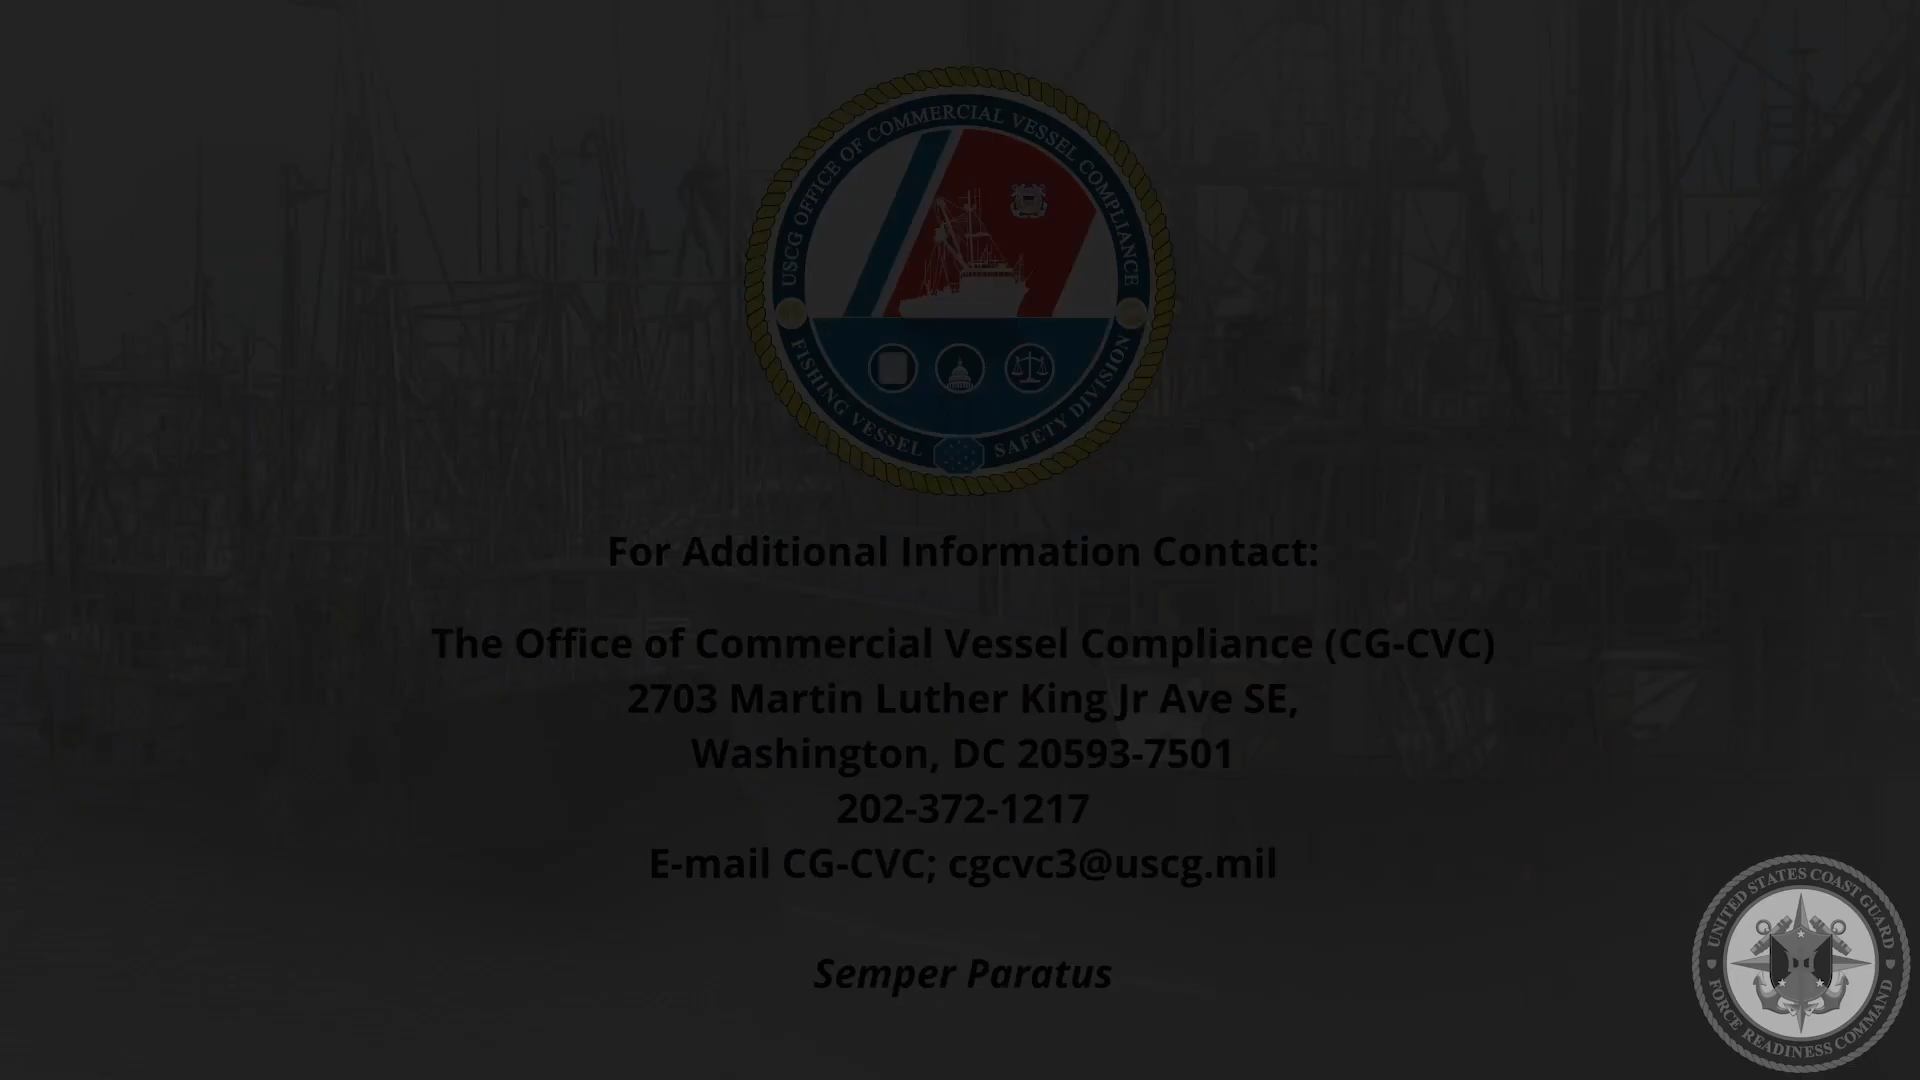 USCG OFFICE OF COMMERCIAL VESSEL COMPLIANCE
FISHING VESSEL SAFETY DIVISION
For Additional Information Contact:
The Office of Commercial Vessel Compliance (CG-CVC)
2703 Martin Luther King Jr Ave SE,
Washington, DC 20593-7501
202-372-1217
E-mail CG-CVC; cgcvc3@uscg.mil
Semper Paratus
UNITED STATES COAST GUARD
FORCE READINESS COMMAND